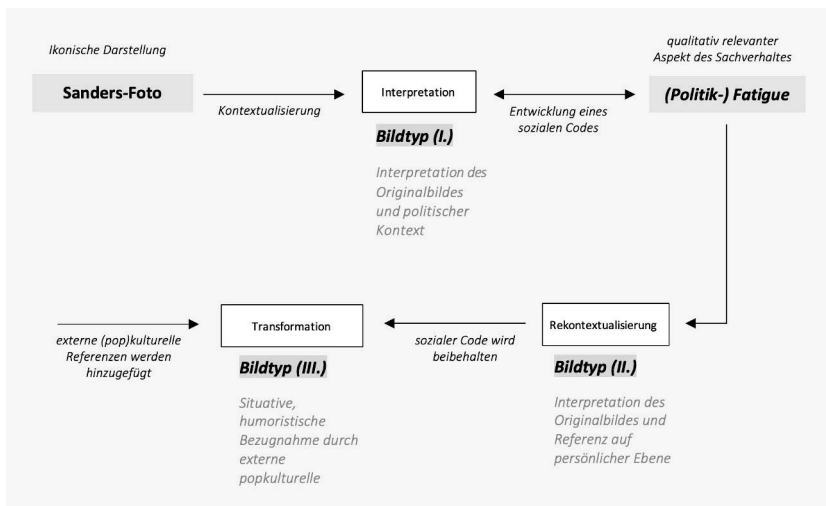 Ikonische Darstellung
Sanders-Foto
Kontextualisierung
Interpretation
Bildtyp (I.)
Interpretation des
Originalbildes
und politischer
Kontext
Entwicklung eines
sozialen Codes
qualitativ relevanter
Aspekt des Sachverhaltes
(Politik-) Fatigue
externe (pop)kulturelle
Referenzen werden
hinzugefügt
Transformation
Bildtyp (III.)
Situative,
humoristische
Bezugnahme durch
externe
popkulturelle
sozialer Code wird
beibehalten
Rekontextualisierung
Bildtyp (II.)
Interpretation des
Originalbildes und
Referenz auf
persönlicher Ebene